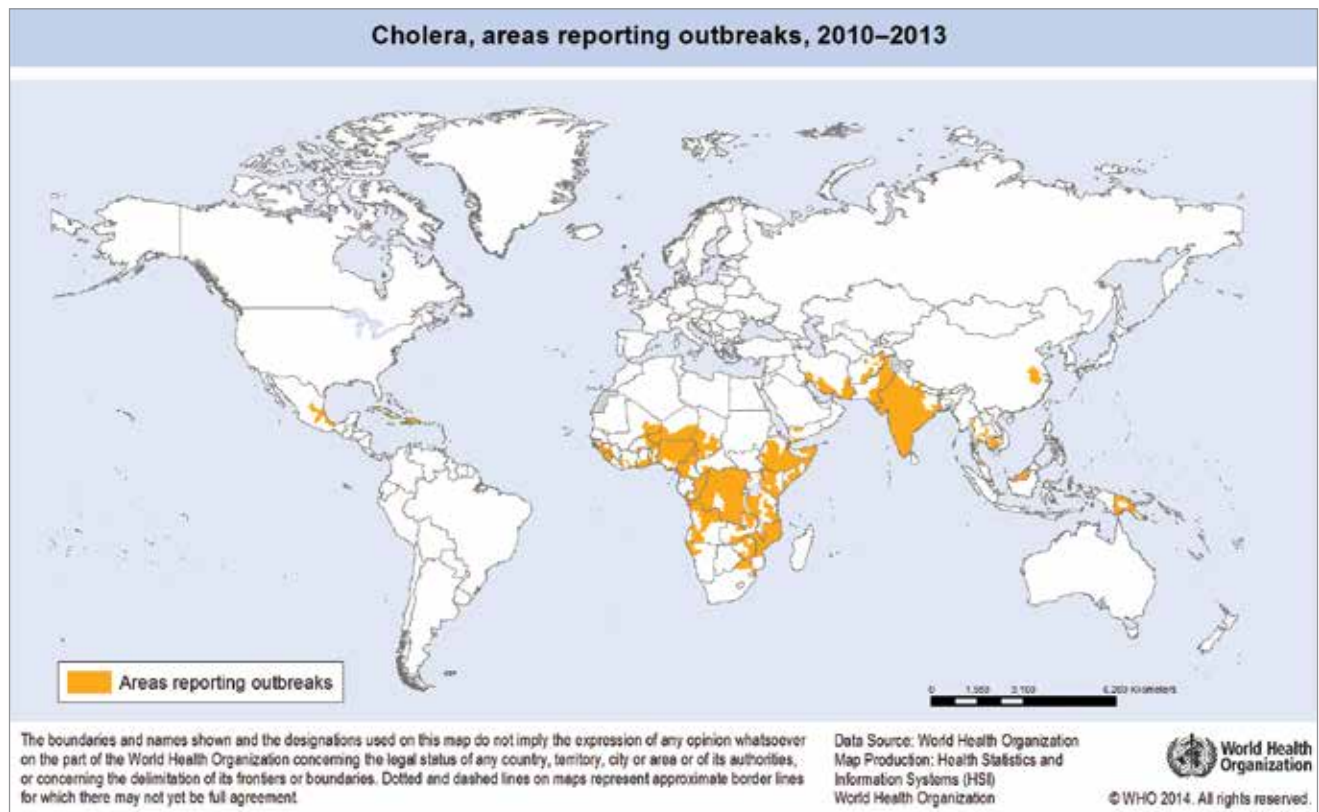 Cholera, areas reporting outbreaks, 2010–2013
Areas reporting outbreaks
0
Kilometers
The boundaries and names shown and the designations used on this map do not imply the expression of any opinion whatsoever
on the part of the World Health Organization concerning the legal status of any country, territory, city or area or of its authorities,
or concerning the delimitation of its frontiers or boundaries. Dotted and dashed lines on maps represent approximate border lines
for which there may not yet be full agreement.
Data Source: World Health Organization
Map Production: Health Statistics and
Information Systems (HSI)
World Health Organization
World Health
Organization
© WHO 2014. All rights reserved.